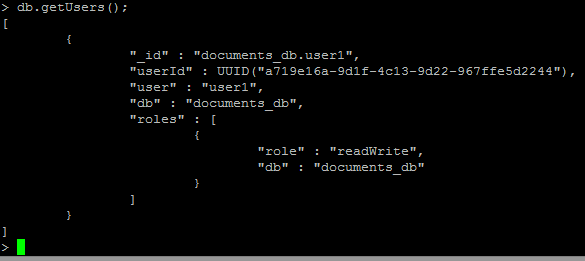 > db.getUsers();
[
{
"_id" : "documents_db.user1",
"userId" : UUID("a719e16a-9d1f-4c13-9d22-967ffe5d2244"),
"user" : "user1",
"db" : "documents_db",
"roles" : [
{
"role" : "readWrite",
"db" : "documents_db"
}
]
}
]
>